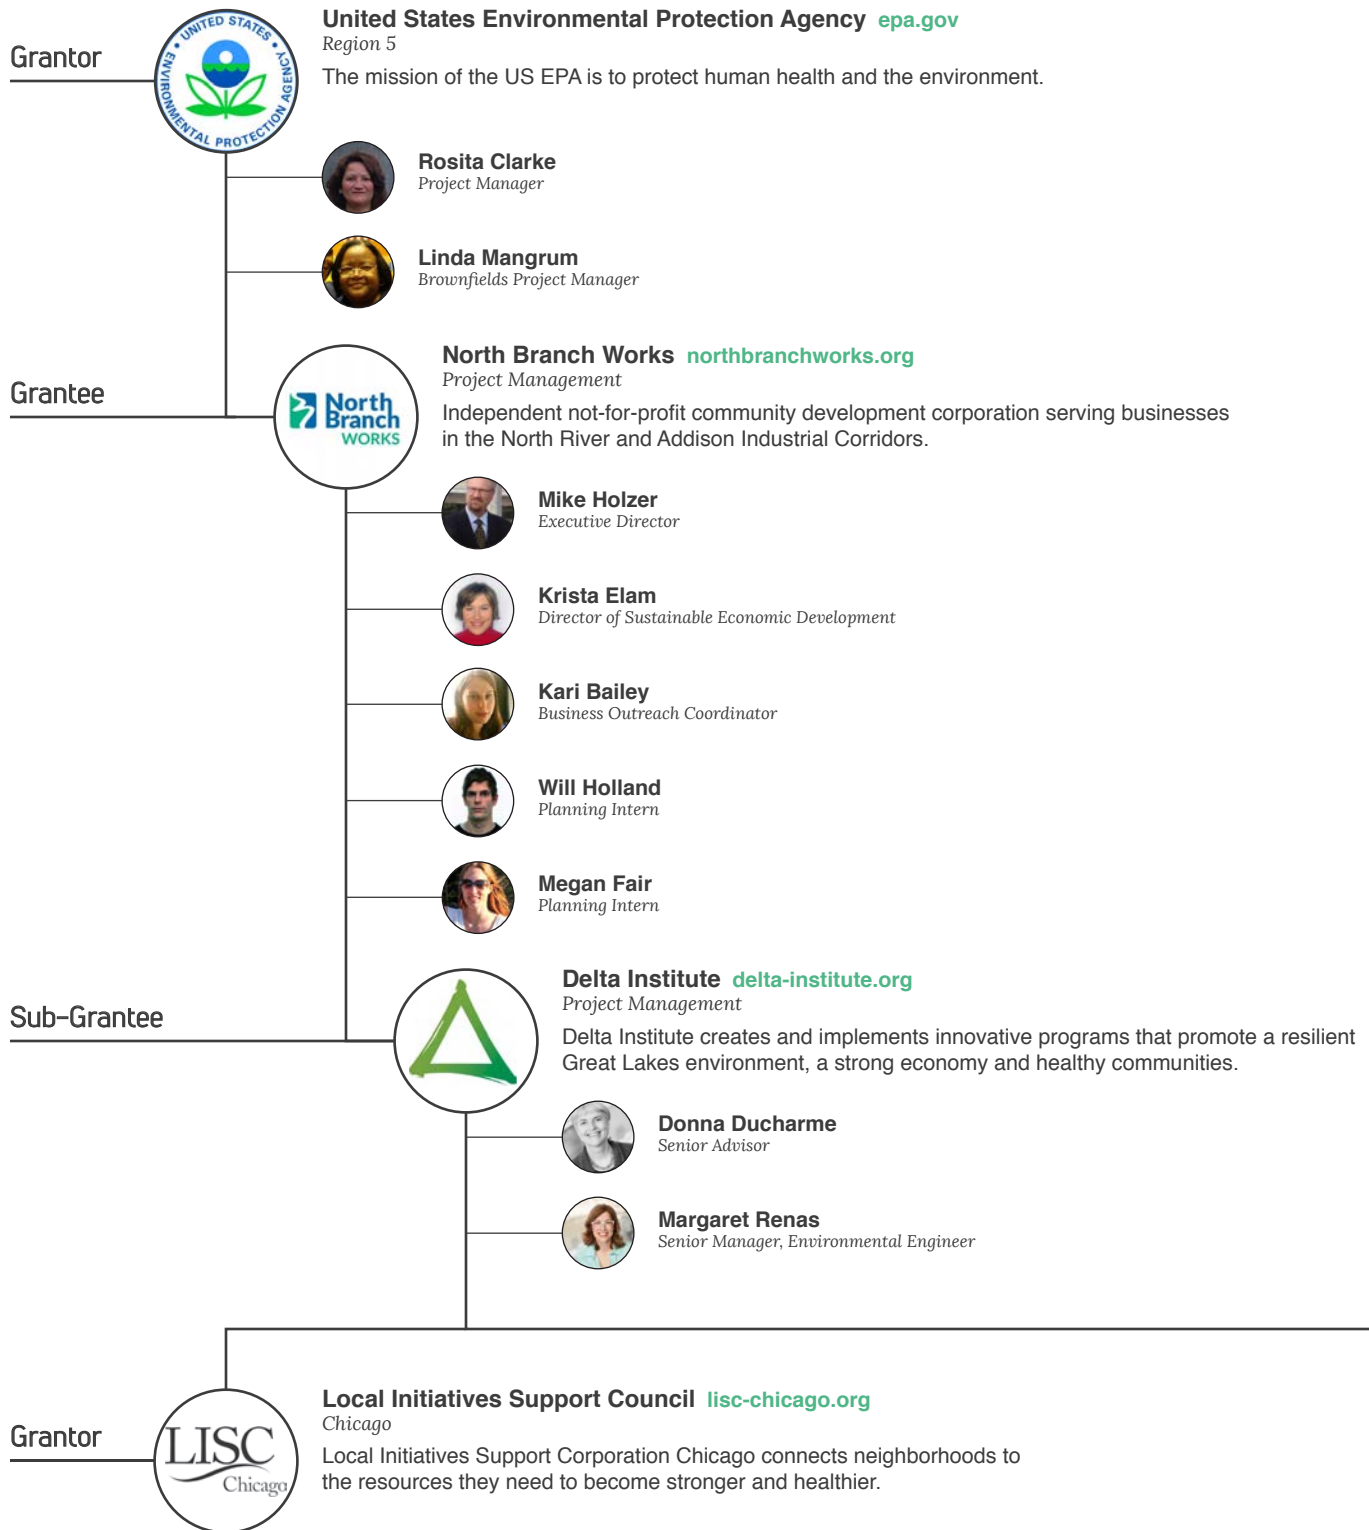 Grantor
UNITED STATES ENVIRONMENTAL PROTECTION AGENCY
United States Environmental Protection Agency epa.gov
Region 5
The mission of the US EPA is to protect human health and the environment.
Rosita Clarke
Project Manager
Linda Mangrum
Brownfields Project Manager
Grantee
North
Branch
WORKS
North Branch Works northbranchworks.org
Project Management
Independent not-for-profit community development corporation serving businesses
in the North River and Addison Industrial Corridors.
Mike Holzer
Executive Director
Krista Elam
Director of Sustainable Economic Development
Kari Bailey
Business Outreach Coordinator
Will Holland
Planning Intern
Megan Fair
Planning Intern
Sub-Grantee
Delta Institute delta-institute.org
Project Management
Delta Institute creates and implements innovative programs that promote a resilient
Great Lakes environment, a strong economy and healthy communities.
Donna Ducharme
Senior Advisor
Margaret Renas
Senior Manager, Environmental Engineer
Grantor
LISC
Chicago
Local Initiatives Support Council lisc-chicago.org
Chicago
Local Initiatives Support Corporation Chicago connects neighborhoods to
the resources they need to become stronger and healthier.